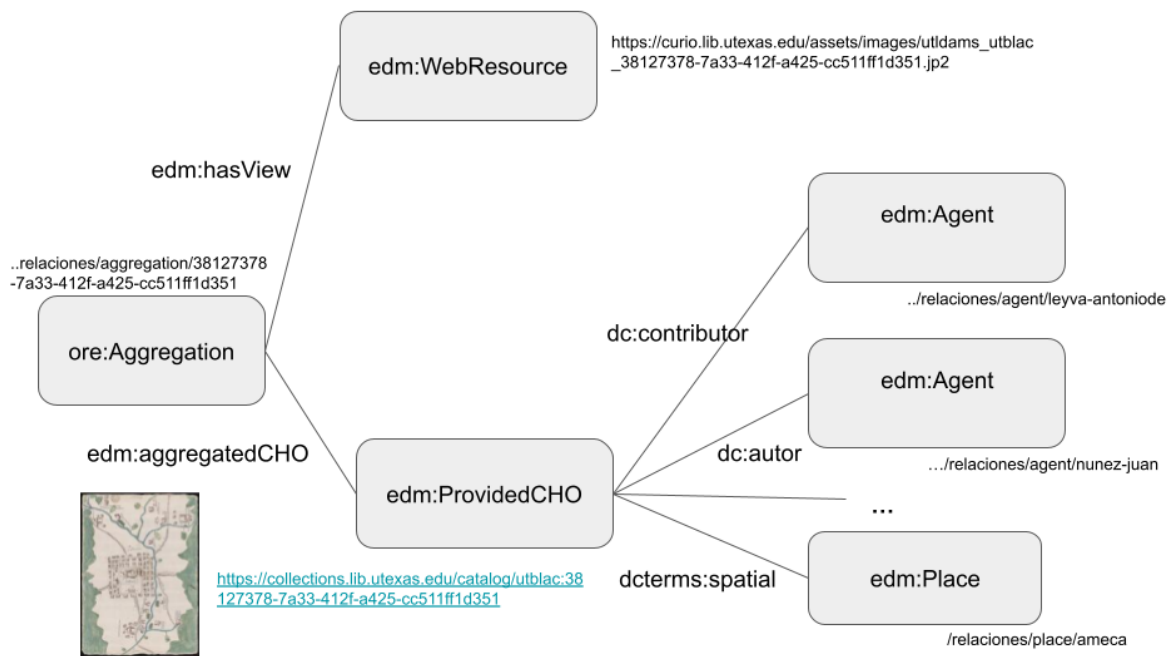 edm:WebResource
https://curio.lib.utexas.edu/assets/images/utldams_utblac
_38127378-7a33-412f-a425-cc511ff1d351.jp2
edm:hasView
edm:Agent
..relaciones/aggregation/38127378
-7a33-412f-a425-cc511ff1d351
../relaciones/agent/leyva-antoniode
ore:Aggregation
dc:contributor
edm:Agent
edm:aggregatedCHO
dc:autor
…/relaciones/agent/nunez-juan
edm:ProvidedCHO
...
https://collections.lib.utexas.edu/catalog/utblac:38
127378-7a33-412f-a425-cc511ff1d351
dcterms:spatial
edm:Place
/relaciones/place/ameca